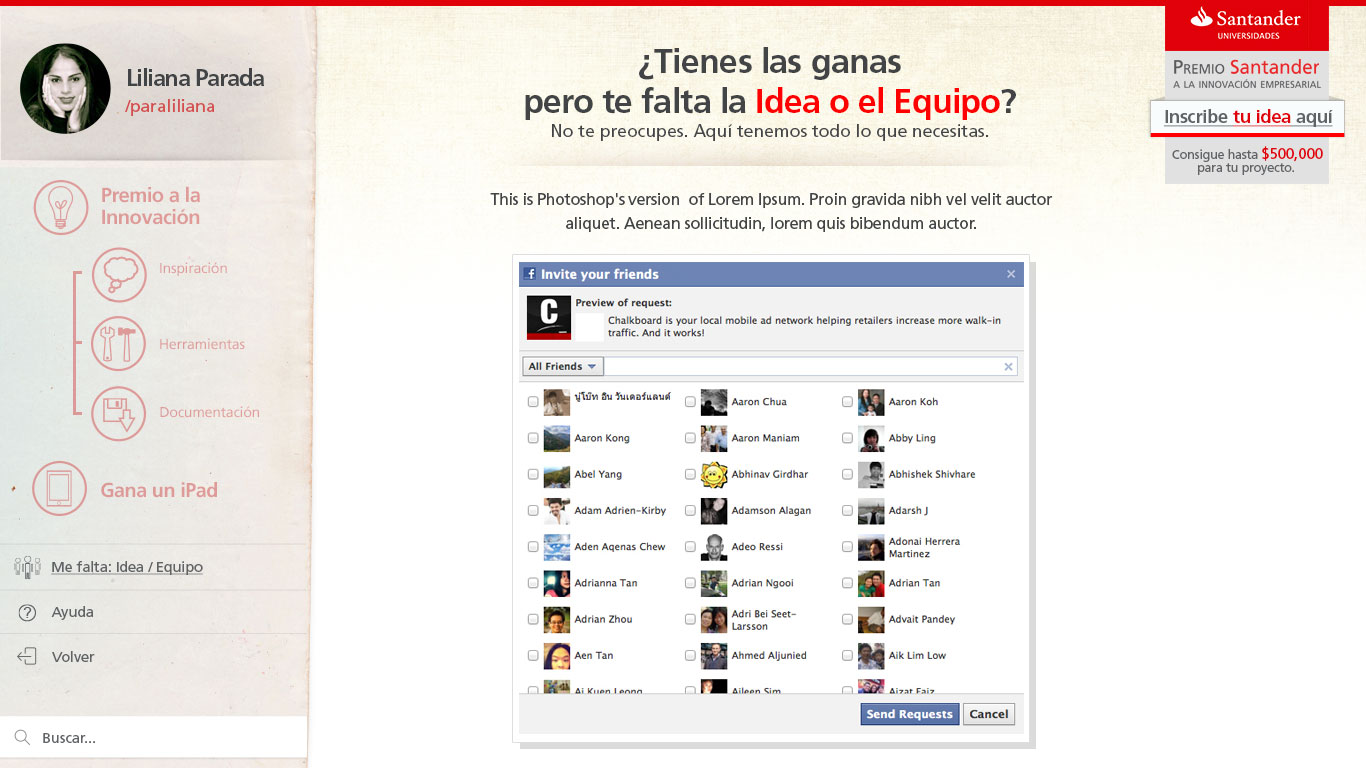 Liliana Parada
/paraliliana
Premio a la
Innovación
Inspiración
Herramientas
Documentación
Gana un iPad
Me falta: Idea / Equipo
Ayuda
Volver
Buscar...
¿Tienes las ganas
pero te falta la Idea o el Equipo?
No te preocupes. Aquí tenemos todo lo que necesitas.
This is Photoshop's version of Lorem Ipsum. Proin gravida nibh vel velit auctor
aliquet. Aenean sollicitudin, lorem quis bibendum auctor.
f Invite your friends
C
Preview of request:
Chalkboard is your local mobile ad network helping retailers increase more walk-in
traffic. And it works!
All Friends
ปูโป๊ท อิน วันเดอร์แลนด์
Aaron Chua
Aaron Koh
Aaron Kong
Aaron Maniam
Abby Ling
Abel Yang
Abhinav Girdhar
Abhishek Shivhare
Adam Adrien-Kirby
Adamson Alagan
Adarsh J
Aden Aqenas Chew
Adeo Ressi
Adonai Herrera
Martinez
Adrianna Tan
Adrian Ngooi
Adrian Tan
Adrian Zhou
Adri Bei Seet-
Larsson
Advait Pandey
Aen Tan
Ahmed Aljunied
Aik Lim Low
Ai Kuen Leong
Aileen Sim
Aizat Faiz
Send Requests
Cancel
Santander
UNIVERSIDADES
PREMIO Santander
A LA INNOVACIÓN EMPRESARIAL
Inscribe tu idea aquí
Consigue hasta $500,000
para tu proyecto.